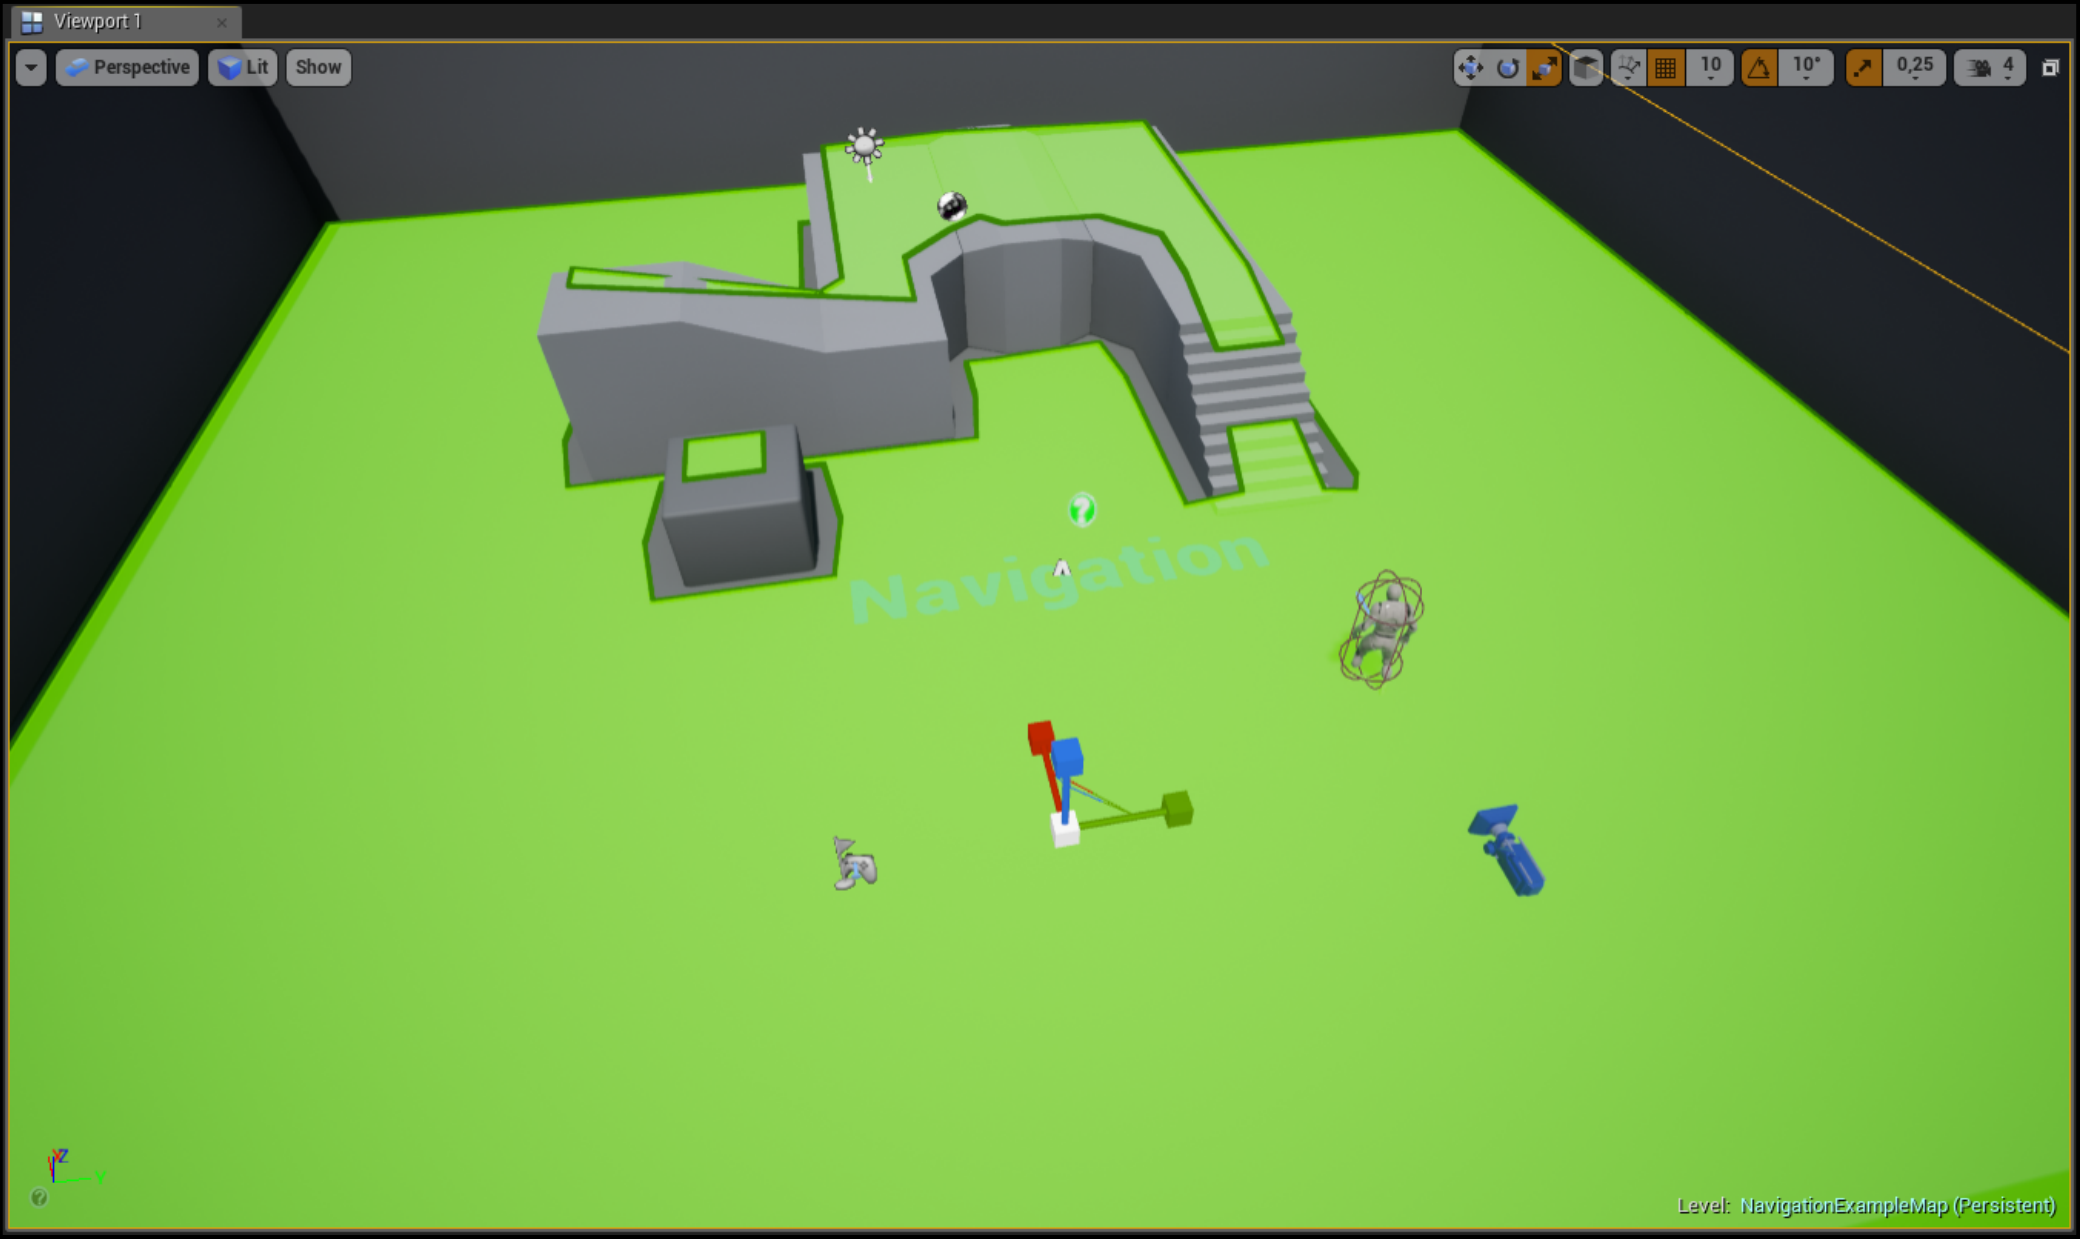 Viewport 1
Perspective
Lit
Show
10
10°
0,25
4
Navigation
Z
Y
Level: NavigationExampleMap (Persistent)